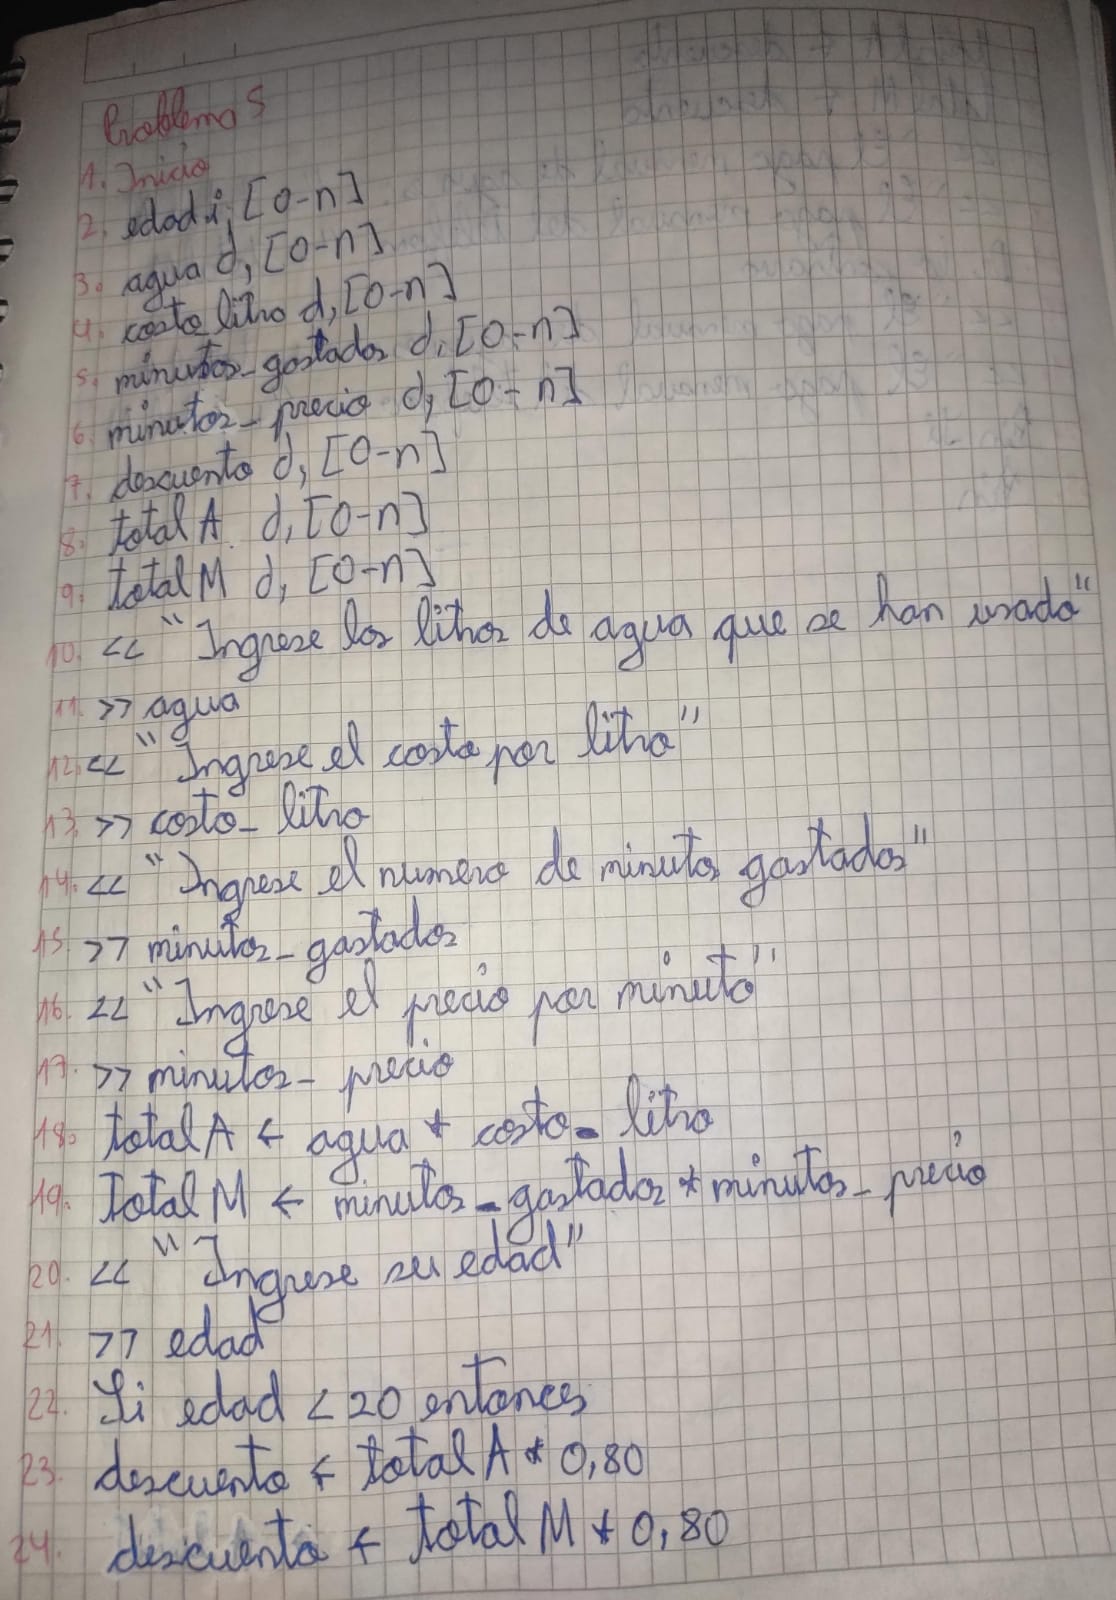 Problema 5
1. Inicio
2. edad i, [0-n]
3. agua d, [0-n]
4. costo_litro d, [0-n]
5. minutos_gastados d, [0-n]
6. minutos_precio d, [0-n]
7. descuento d, [0-n]
8. total A d, [0-n]
9. total M d, [0-n]
10. << "Ingrese los litros de agua que se han usado"
11. >> agua
12. << "Ingrese el costo por litro"
13. >> costo_litro
14. << "Ingrese el numero de minutos gastados"
15. >> minutos_gastados
16. << "Ingrese el precio por minuto"
17. >> minutos_precio
18. total A ← agua * costo_litro
19. total M ← minutos_gastados * minutos_precio
20. << "Ingrese su edad"
21. >> edad
22. Si edad < 20 entonces
23. descuento ← total A * 0,80
24. descuento ← total M * 0,80